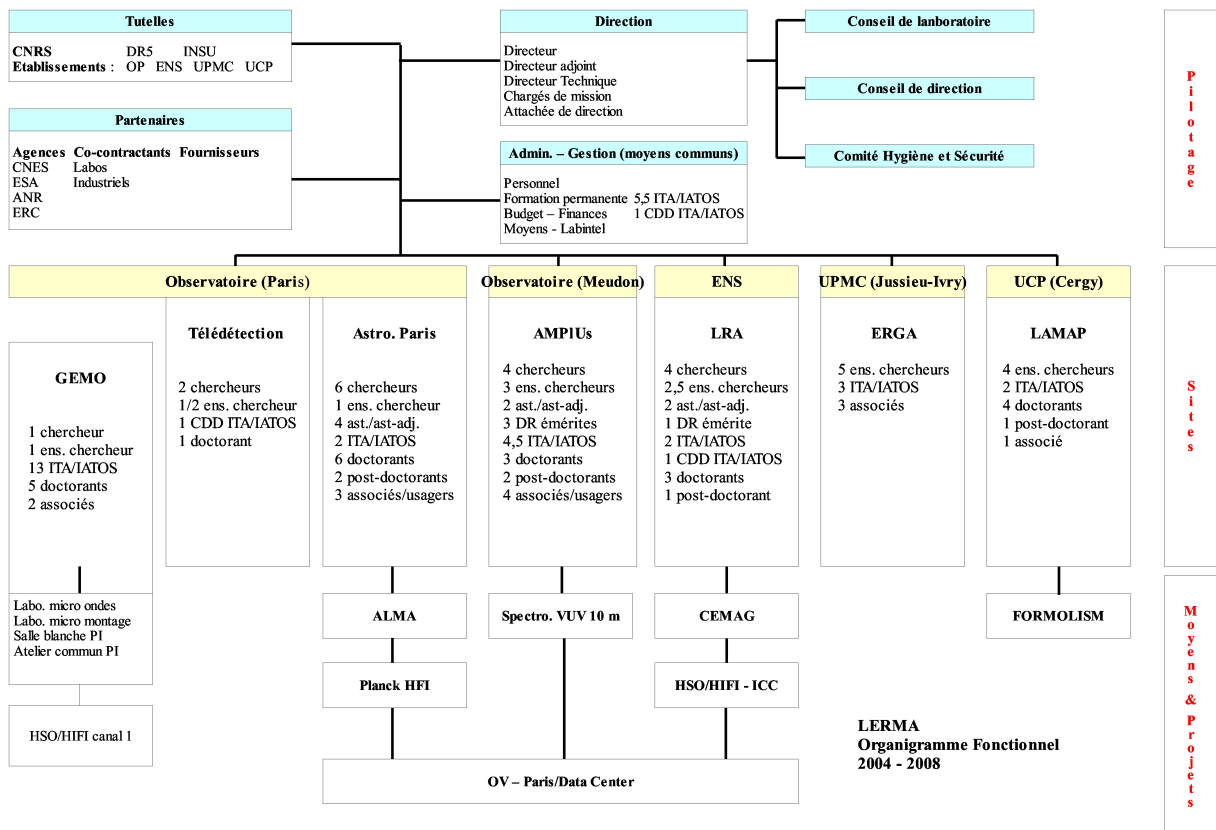 Tutelles
CNRS DR5 INSU
Etablissements : OP ENS UPMC UCP
Partenaires
Agences Co-contractants Fournisseurs
CNES Labos
ESA Industriels
ANR
ERC
Direction
Directeur
Directeur adjoint
Directeur Technique
Chargés de mission
Attachée de direction
Admin. – Gestion (moyens communs)
Personnel
Formation permanente 5,5 ITA/IATOS
Budget – Finances 1 CDD ITA/IATOS
Moyens - Labintel
Conseil de lanboratoire
Conseil de direction
Comité Hygiène et Sécurité
Pilotage
Observatoire (Paris)
Observatoire (Meudon)
ENS
UPMC (Jussieu-Ivry)
UCP (Cergy)
GEMO
1 chercheur
1 ens. chercheur
13 ITA/IATOS
5 doctorants
2 associés
Télédétection
2 chercheurs
1/2 ens. chercheur
1 CDD ITA/IATOS
1 doctorant
Astro. Paris
6 chercheurs
1 ens. chercheur
4 ast./ast-adj.
2 ITA/IATOS
6 doctorants
2 post-doctorants
3 associés/usagers
AMPlUs
4 chercheurs
3 ens. chercheurs
2 ast./ast-adj.
3 DR émérites
4,5 ITA/IATOS
3 doctorants
2 post-doctorants
4 associés/usagers
LRA
4 chercheurs
2,5 ens. chercheurs
2 ast./ast-adj.
1 DR émérite
2 ITA/IATOS
1 CDD ITA/IATOS
3 doctorants
1 post-doctorant
ERGA
5 ens. chercheurs
3 ITA/IATOS
3 associés
LAMAP
4 ens. chercheurs
2 ITA/IATOS
4 doctorants
1 post-doctorant
1 associé
Sites
Labo. micro ondes
Labo. micro montage
Salle blanche PI
Atelier commun PI
HSO/HIFI canal 1
ALMA
Planck HFI
Spectro. VUV 10 m
CEMAG
HSO/HIFI - ICC
FORMOLISM
OV – Paris/Data Center
LERMA
Organigramme Fonctionnel
2004 - 2008
Moyens & Projets